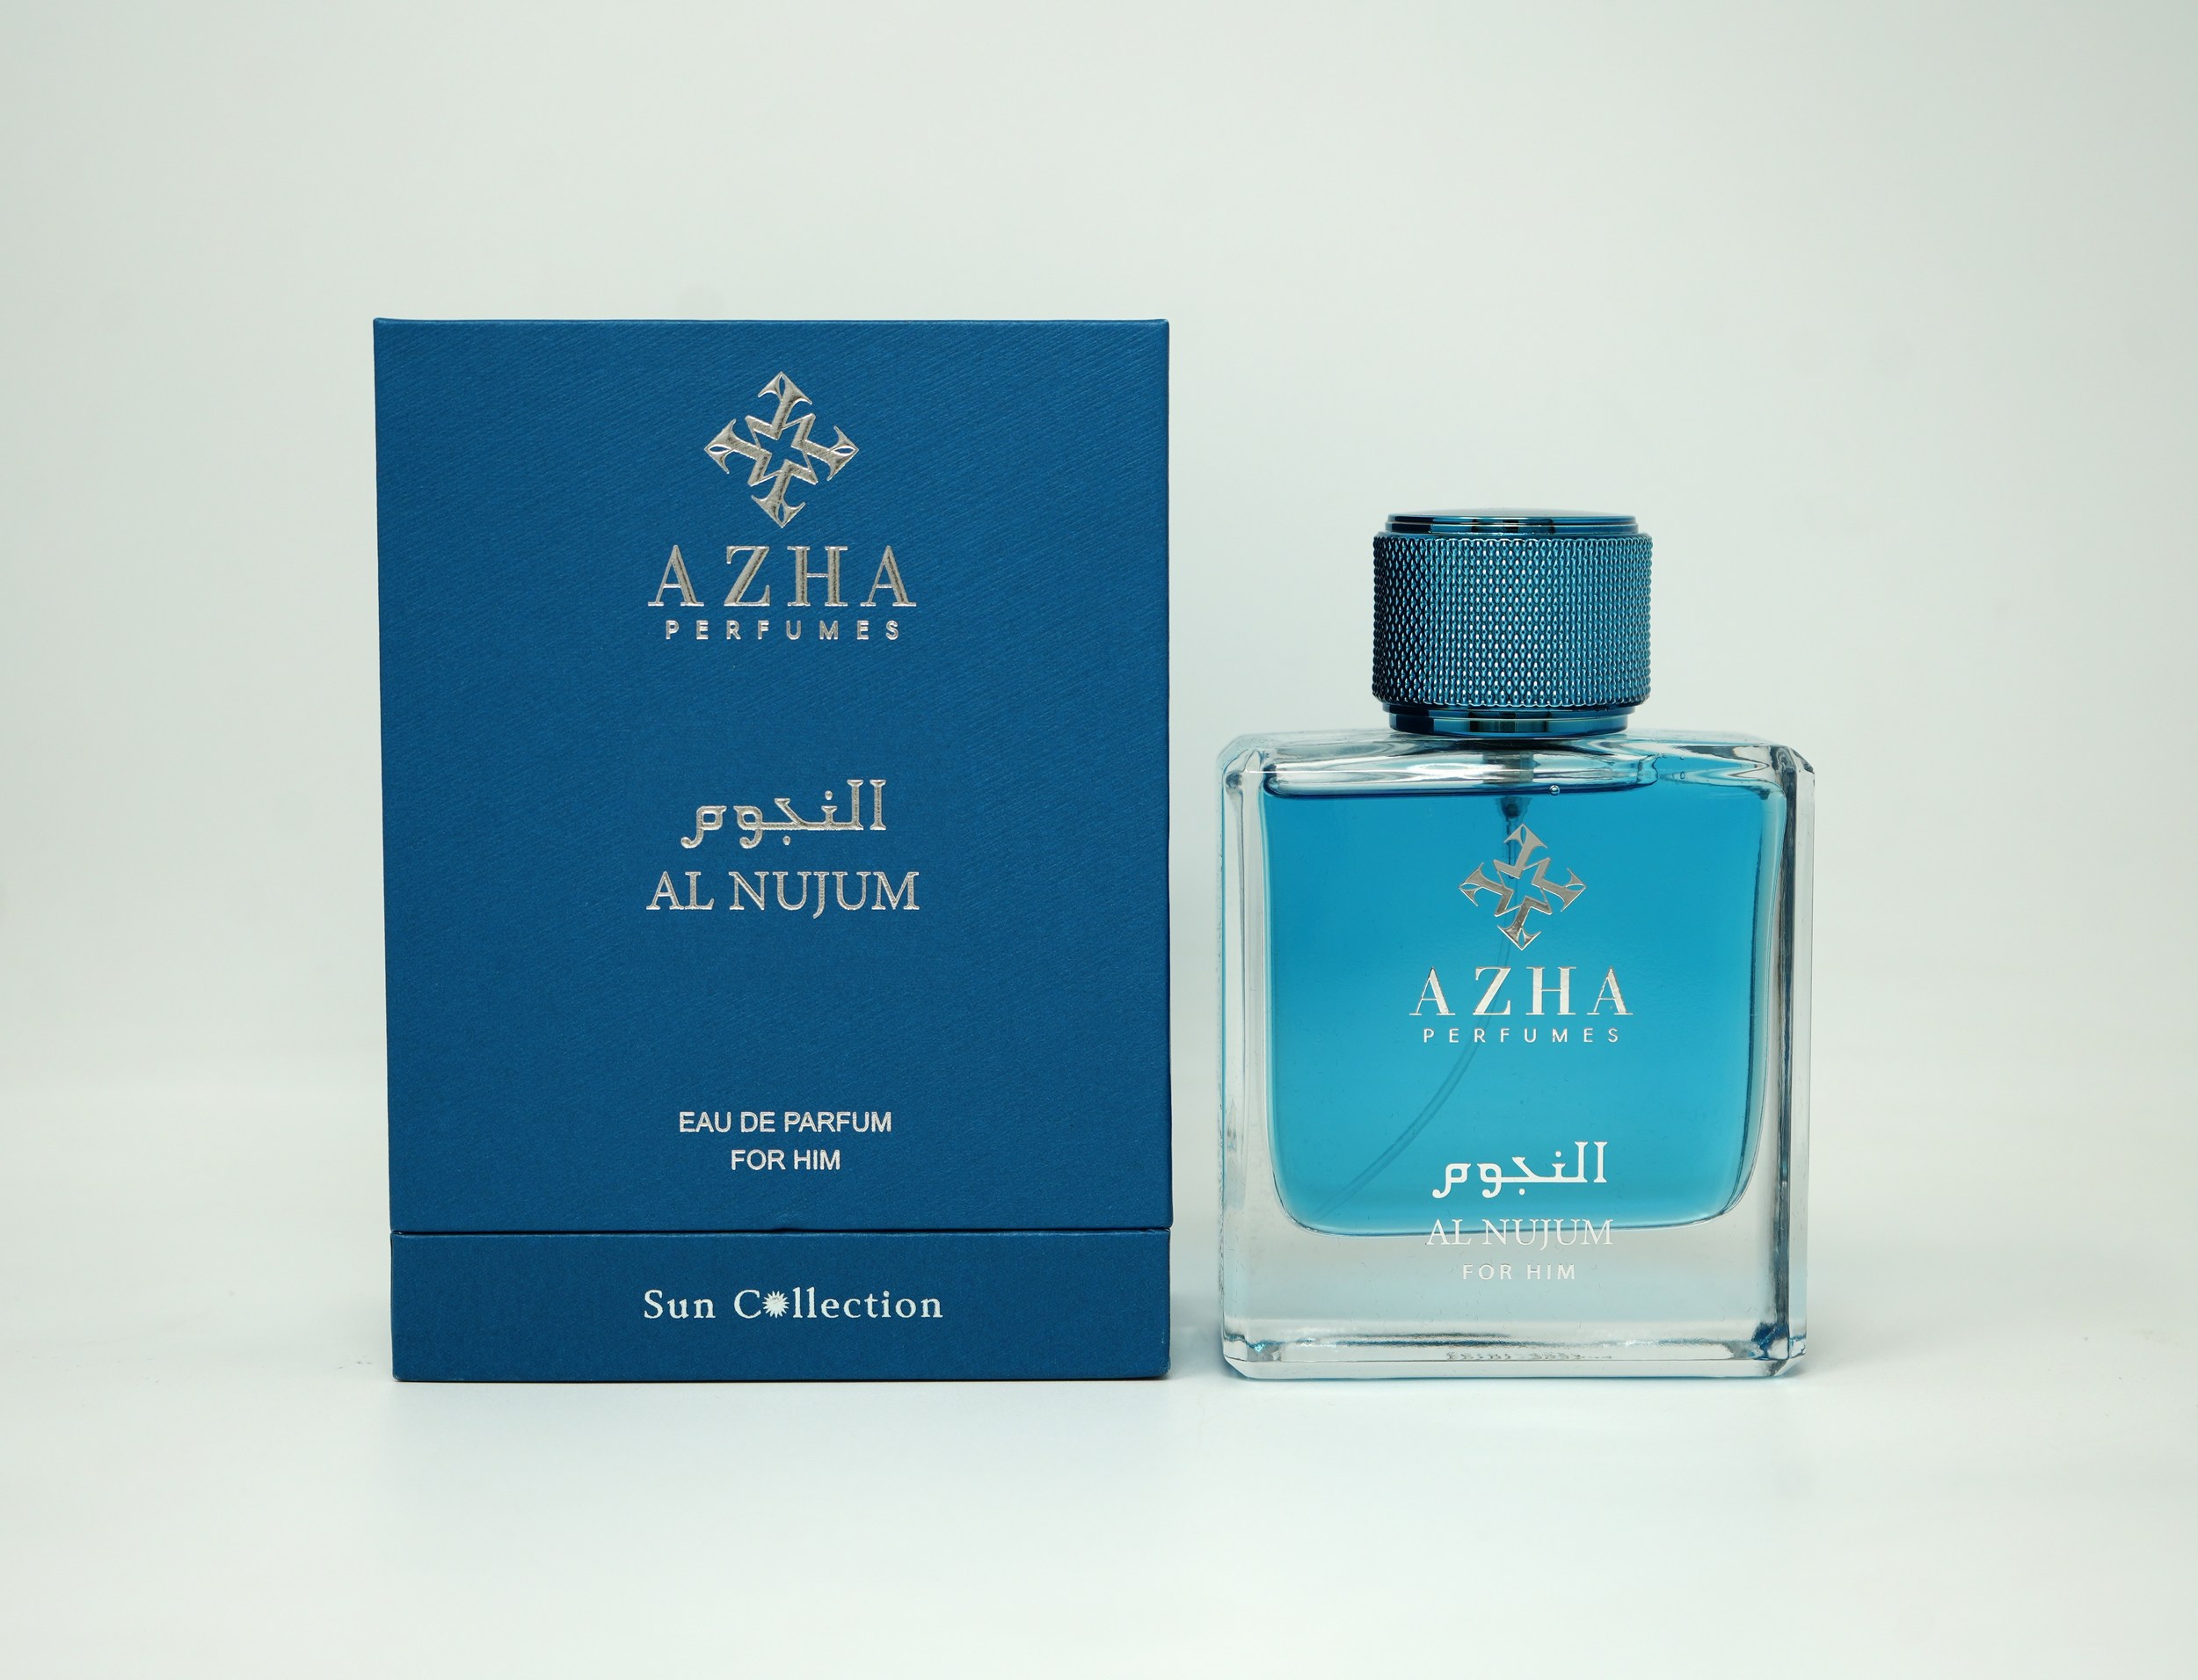 AZHA
PERFUMES
النجوم
AL NUJUM
EAU DE PARFUM
FOR HIM
Sun Collection
AZHA
PERFUMES
النجوم
AL NUJUM
FOR HIM